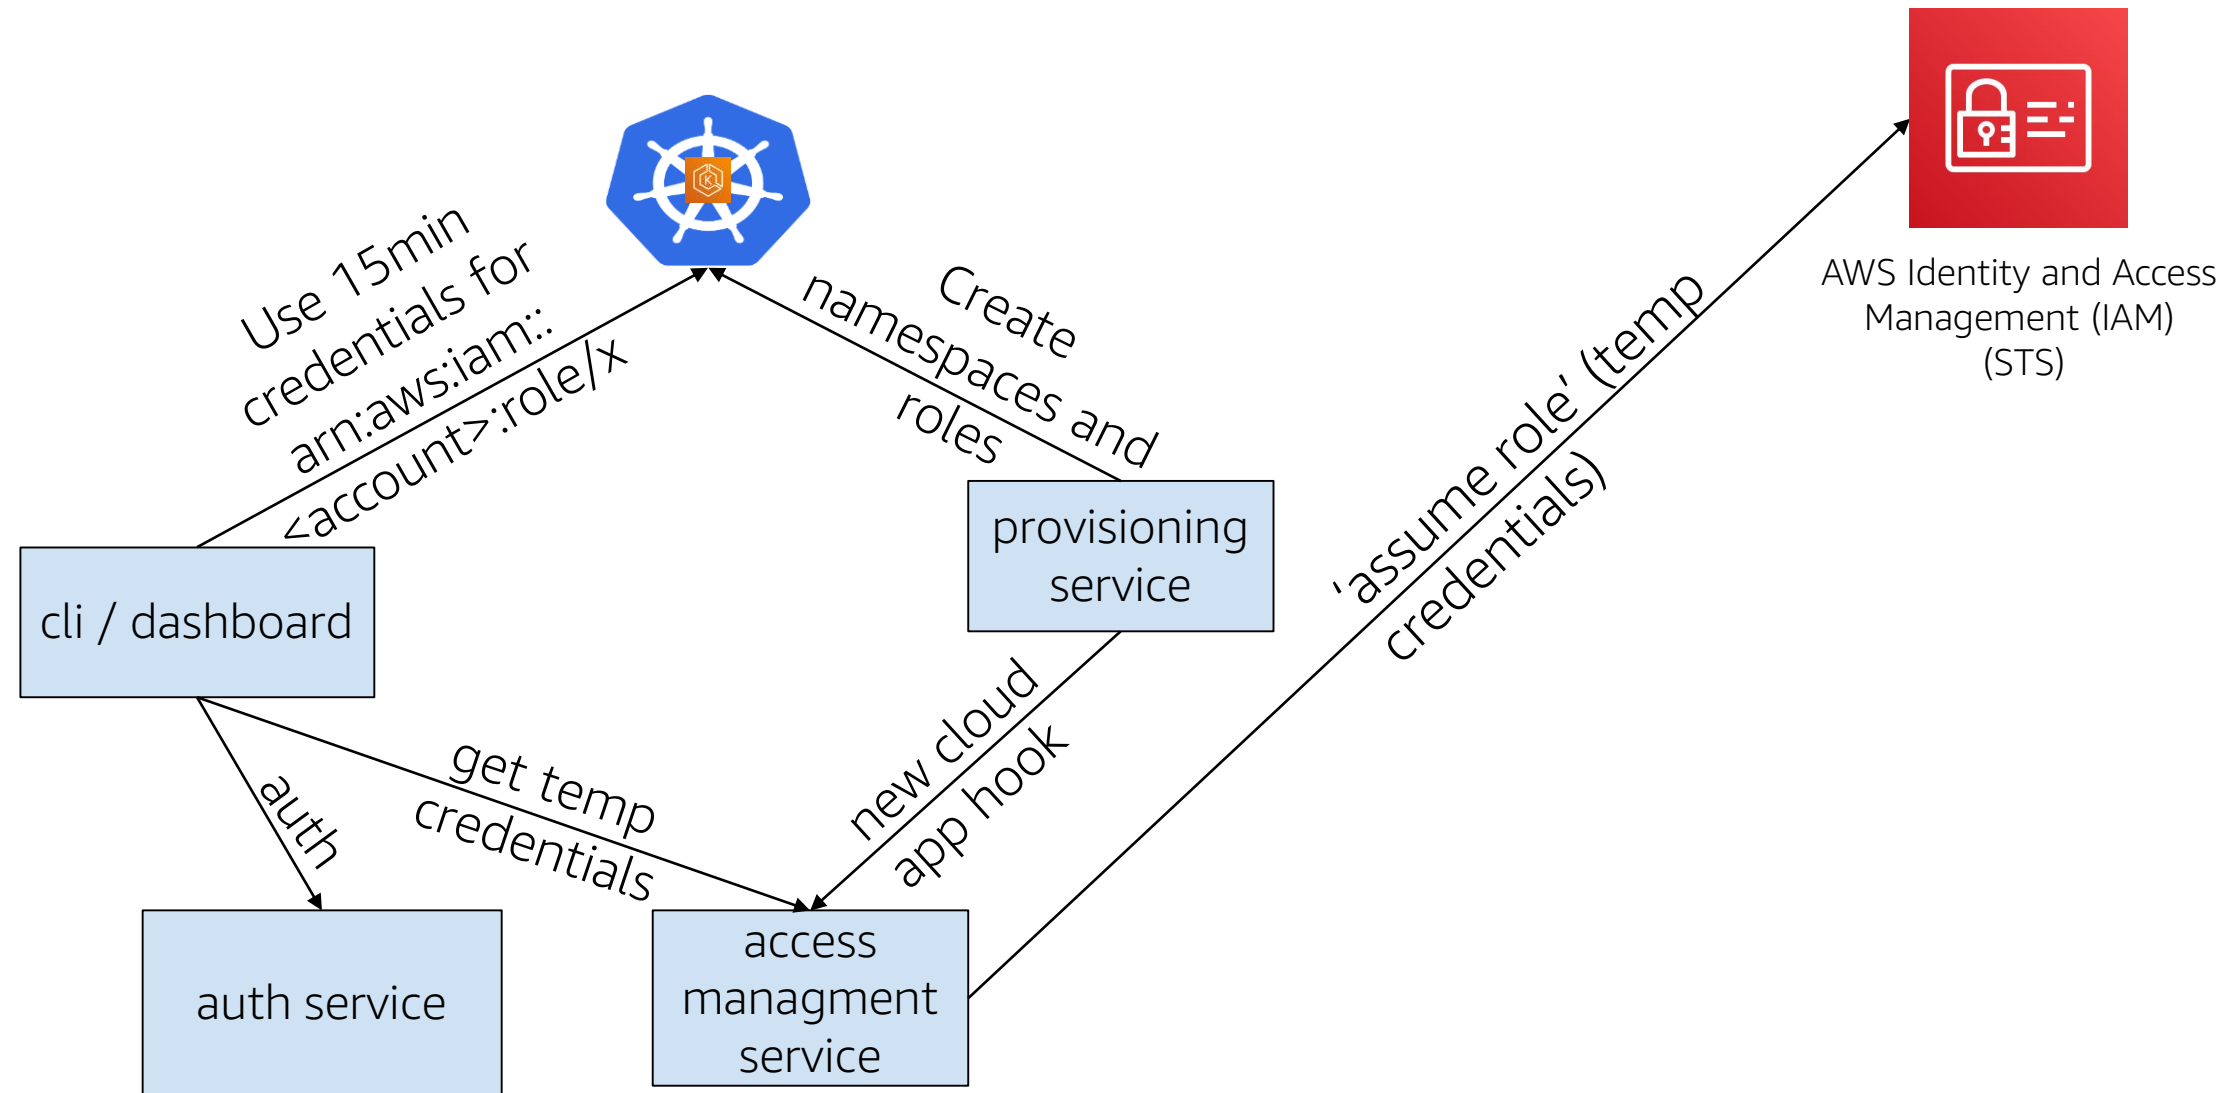 AWS Identity and Access
Management (IAM)
(STS)
Use 15min
credentials for
arn:aws:iam::
<account>:role/x
Create
namespaces and
roles
'assume role' (temp
credentials)
provisioning
service
cli / dashboard
new cloud
app hook
get temp
credentials
auth
auth service
access
managment
service
K